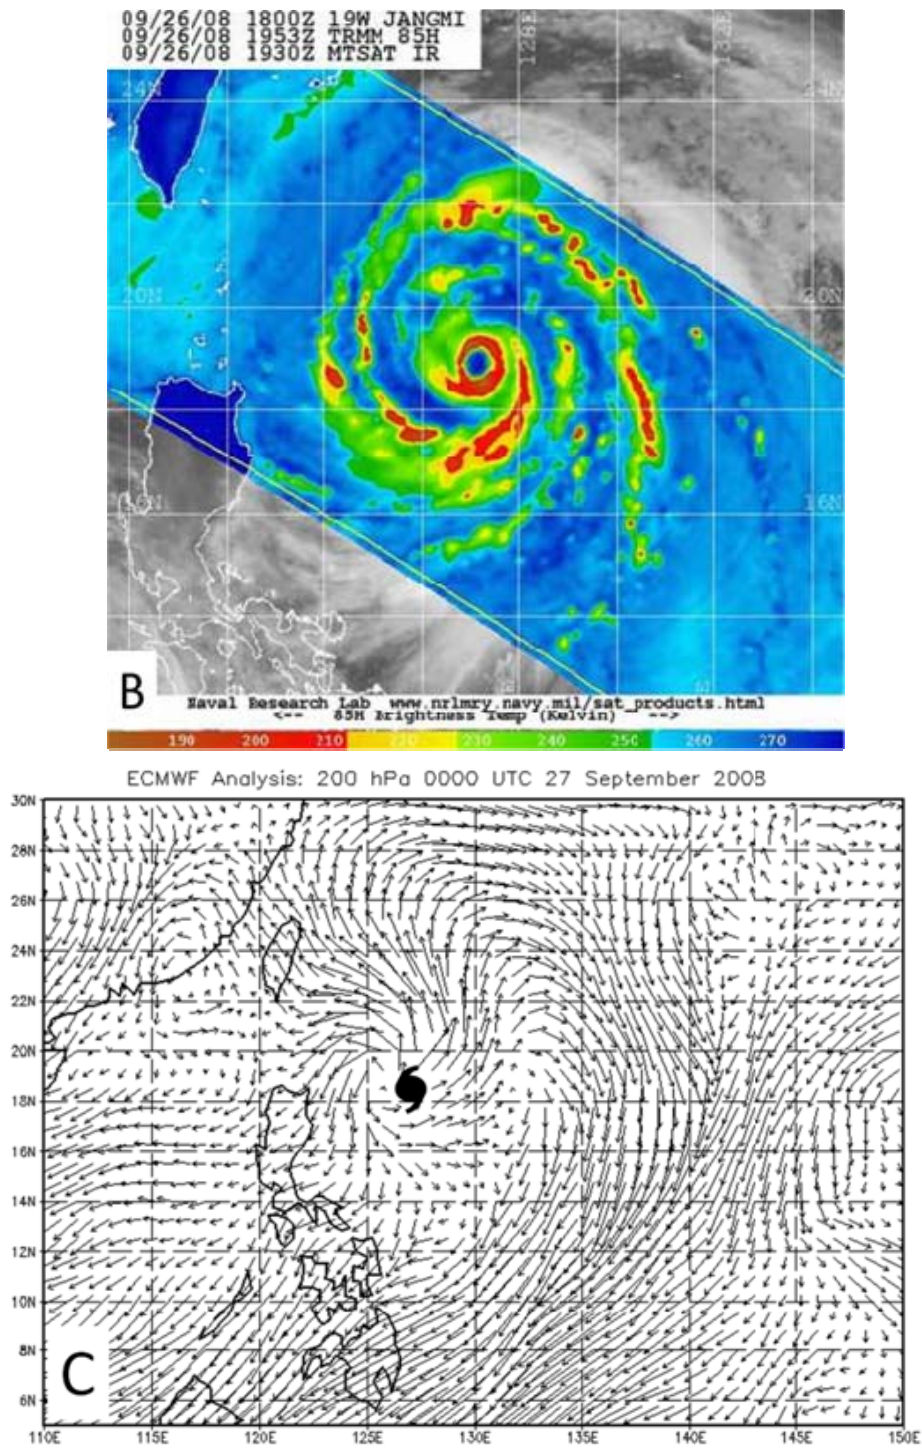 09/26/08 1800Z 19W JANGMI
09/26/08 1953Z TRMM 85H
09/26/08 1930Z MTSAT IR
128E
132E
24N
24N
20N
20N
16N
16N
B
Naval Research Lab www.nrlmry.navy.mil/sat_products.html
<-- 85H Brightness Temp (Kelvin) -->
190 200 210 220 230 240 250 260 270
ECMWF Analysis: 200 hPa 0000 UTC 27 September 2008
30N
28N
26N
24N
22N
20N
18N
16N
14N
12N
10N
8N
6N
C
110E 115E 120E 125E 130E 135E 140E 145E 150E